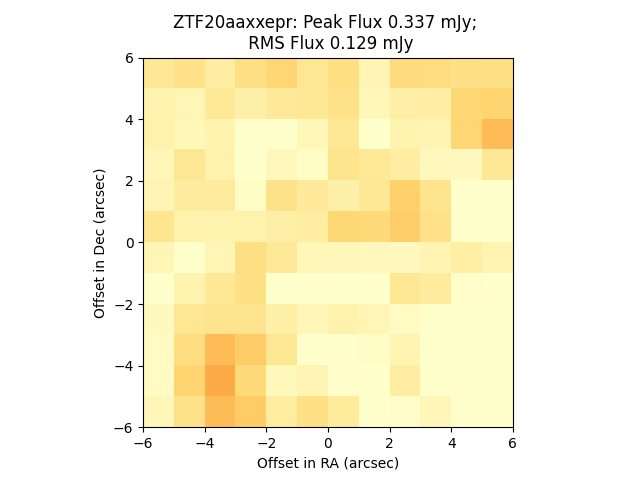 ZTF20aaxxepr: Peak Flux 0.337 mJy;
RMS Flux 0.129 mJy
6
4
2
0
−2
−4
−6
Offset in Dec (arcsec)
−6 −4 −2 0 2 4 6
Offset in RA (arcsec)